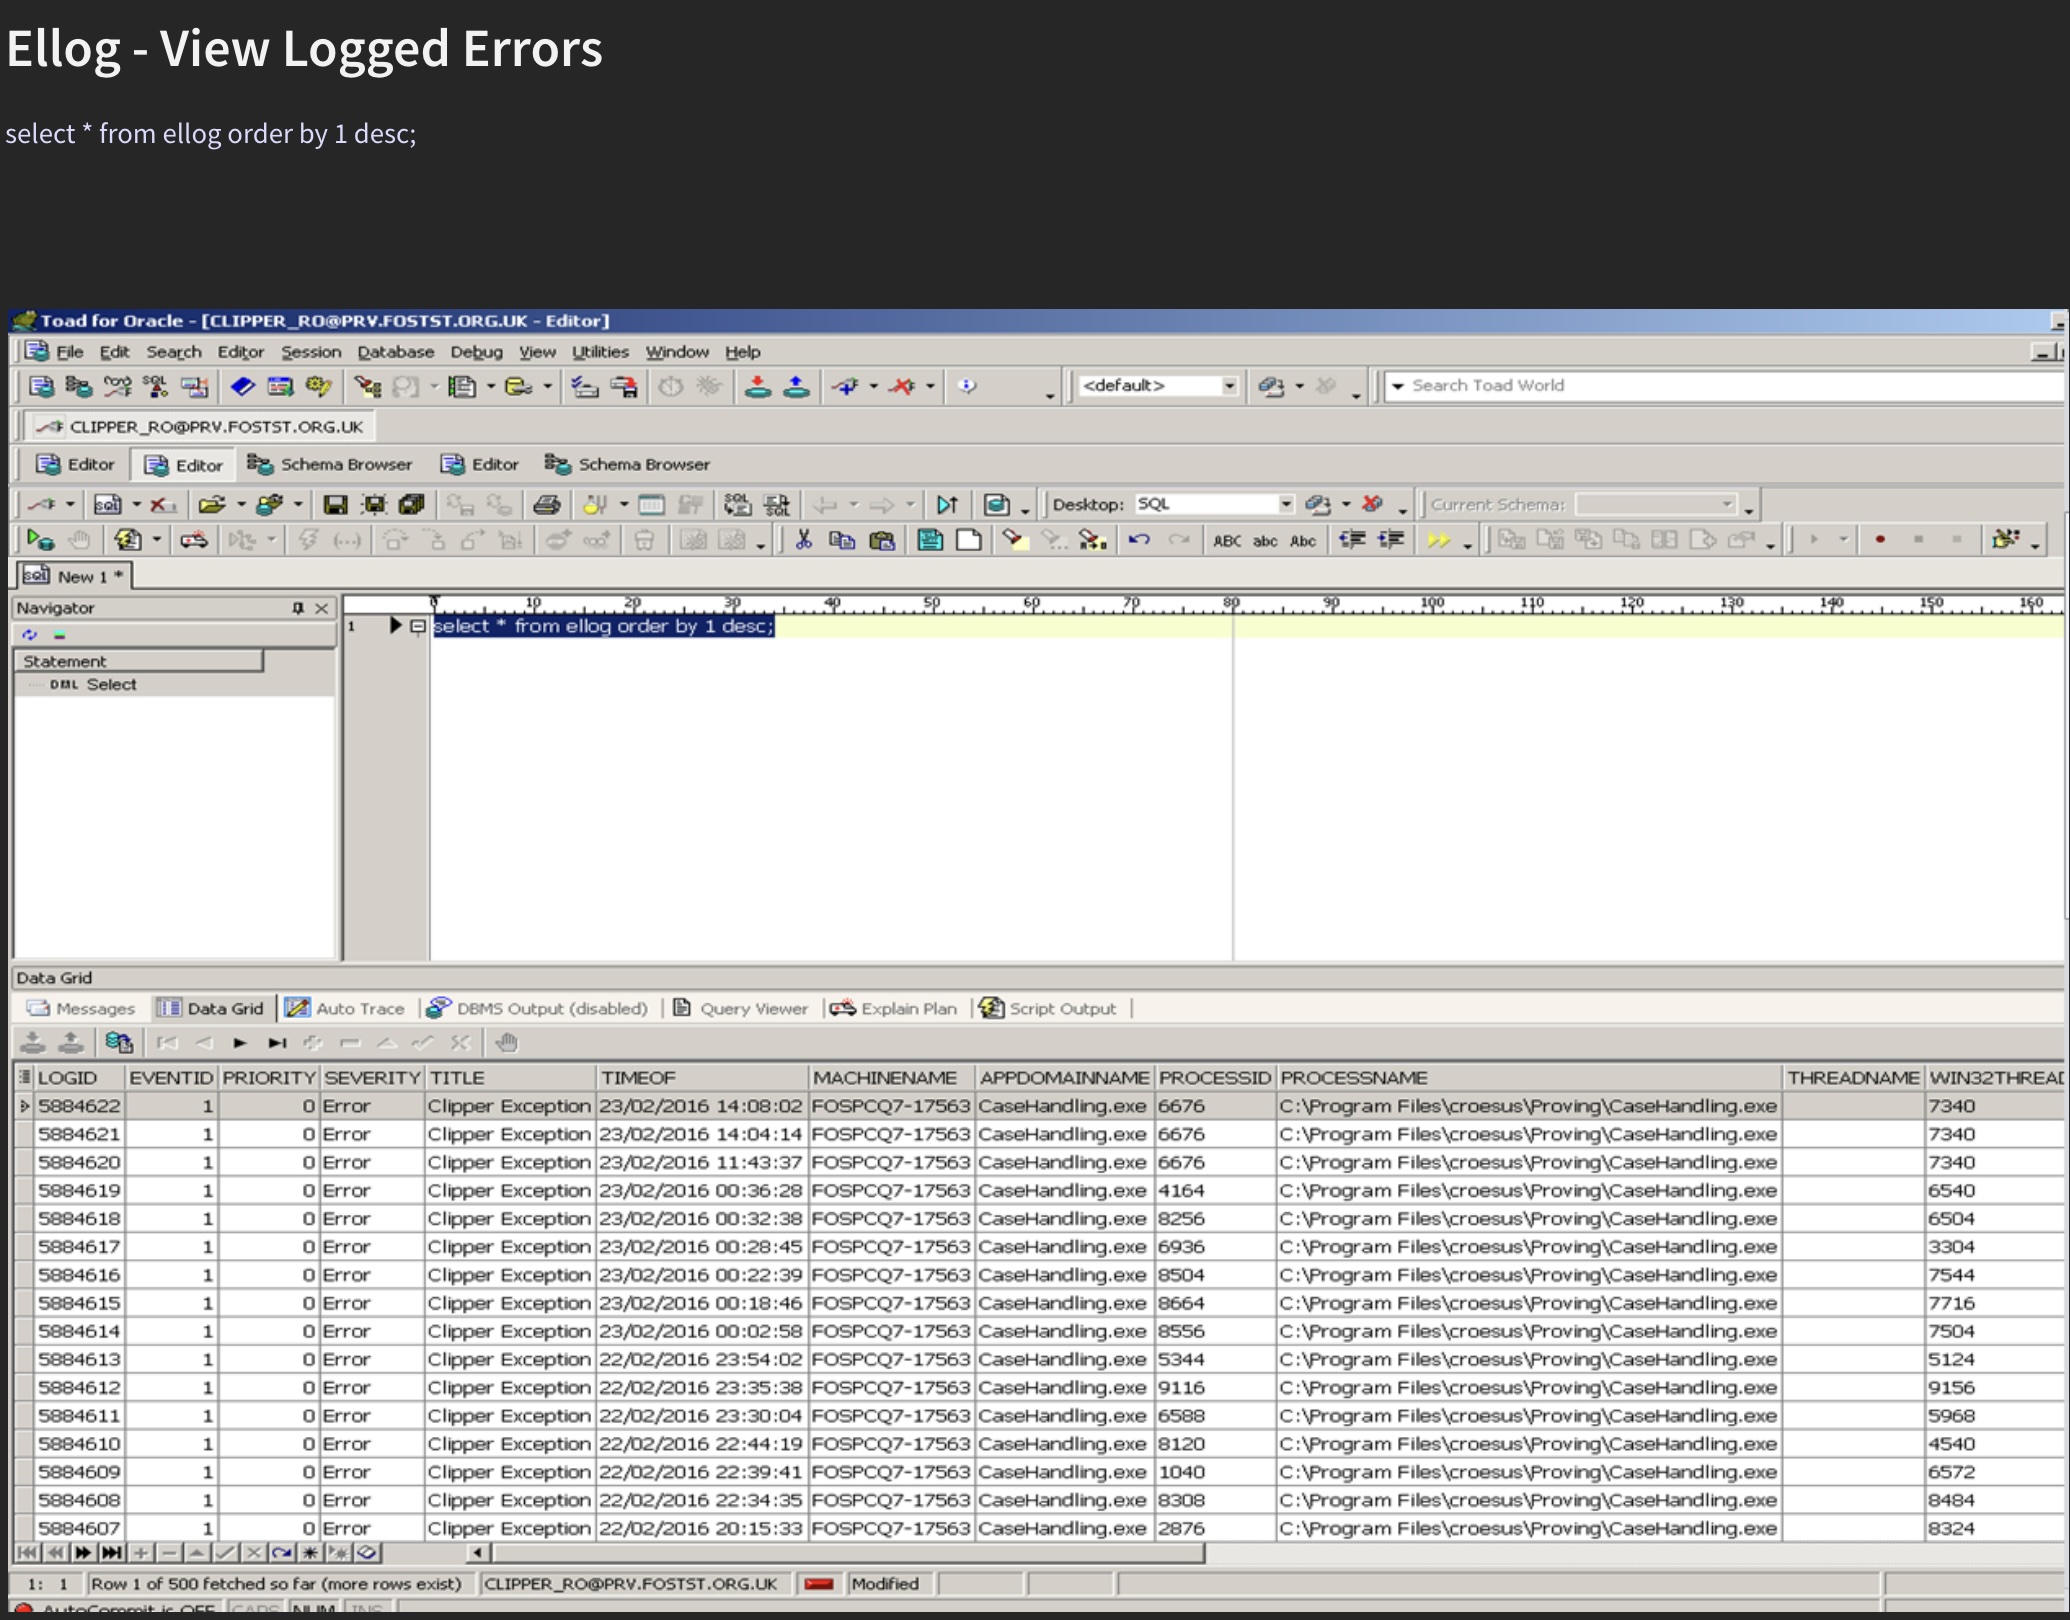 Ellog - View Logged Errors
select * from ellog order by 1 desc;
Toad for Oracle - [CLIPPER_RO@PRV.FOSTST.ORG.UK - Editor]
File Edit Search Editor Session Database Debug View Utilities Window Help
<default> Search Toad World
CLIPPER_RO@PRV.FOSTST.ORG.UK
Editor Editor Schema Browser Editor Schema Browser
Desktop: SQL Current Schema:
ABC abc Abc
New 1 *
Navigator
0 10 20 30 40 50 60 70 80 90 100 110 120 130 140 150 160
1 select * from ellog order by 1 desc;
Statement
DML Select
Data Grid
Messages Data Grid Auto Trace DBMS Output (disabled) Query Viewer Explain Plan Script Output
LOGID EVENTID PRIORITY SEVERITY TITLE TIMEOF MACHINENAME APPDOMAINNAME PROCESSID PROCESSNAME THREADNAME WIN32THREAD
5884622 1 0 Error Clipper Exception 23/02/2016 14:08:02 FOSPCQ7-17563 CaseHandling.exe 6676 C:\Program Files\croesus\Proving\CaseHandling.exe 7340
5884621 1 0 Error Clipper Exception 23/02/2016 14:04:14 FOSPCQ7-17563 CaseHandling.exe 6676 C:\Program Files\croesus\Proving\CaseHandling.exe 7340
5884620 1 0 Error Clipper Exception 23/02/2016 11:43:37 FOSPCQ7-17563 CaseHandling.exe 6676 C:\Program Files\croesus\Proving\CaseHandling.exe 7340
5884619 1 0 Error Clipper Exception 23/02/2016 00:36:28 FOSPCQ7-17563 CaseHandling.exe 4164 C:\Program Files\croesus\Proving\CaseHandling.exe 6540
5884618 1 0 Error Clipper Exception 23/02/2016 00:32:38 FOSPCQ7-17563 CaseHandling.exe 8256 C:\Program Files\croesus\Proving\CaseHandling.exe 6504
5884617 1 0 Error Clipper Exception 23/02/2016 00:28:45 FOSPCQ7-17563 CaseHandling.exe 6936 C:\Program Files\croesus\Proving\CaseHandling.exe 3304
5884616 1 0 Error Clipper Exception 23/02/2016 00:22:39 FOSPCQ7-17563 CaseHandling.exe 8504 C:\Program Files\croesus\Proving\CaseHandling.exe 7544
5884615 1 0 Error Clipper Exception 23/02/2016 00:18:46 FOSPCQ7-17563 CaseHandling.exe 8664 C:\Program Files\croesus\Proving\CaseHandling.exe 7716
5884614 1 0 Error Clipper Exception 23/02/2016 00:02:58 FOSPCQ7-17563 CaseHandling.exe 8556 C:\Program Files\croesus\Proving\CaseHandling.exe 7504
5884613 1 0 Error Clipper Exception 22/02/2016 23:54:02 FOSPCQ7-17563 CaseHandling.exe 5344 C:\Program Files\croesus\Proving\CaseHandling.exe 5124
5884612 1 0 Error Clipper Exception 22/02/2016 23:35:38 FOSPCQ7-17563 CaseHandling.exe 9116 C:\Program Files\croesus\Proving\CaseHandling.exe 9156
5884611 1 0 Error Clipper Exception 22/02/2016 23:30:04 FOSPCQ7-17563 CaseHandling.exe 6588 C:\Program Files\croesus\Proving\CaseHandling.exe 5968
5884610 1 0 Error Clipper Exception 22/02/2016 22:44:19 FOSPCQ7-17563 CaseHandling.exe 8120 C:\Program Files\croesus\Proving\CaseHandling.exe 4540
5884609 1 0 Error Clipper Exception 22/02/2016 22:39:41 FOSPCQ7-17563 CaseHandling.exe 1040 C:\Program Files\croesus\Proving\CaseHandling.exe 6572
5884608 1 0 Error Clipper Exception 22/02/2016 22:34:35 FOSPCQ7-17563 CaseHandling.exe 8308 C:\Program Files\croesus\Proving\CaseHandling.exe 8484
5884607 1 0 Error Clipper Exception 22/02/2016 20:15:33 FOSPCQ7-17563 CaseHandling.exe 2876 C:\Program Files\croesus\Proving\CaseHandling.exe 8324
1: 1 Row 1 of 500 fetched so far (more rows exist) CLIPPER_RO@PRV.FOSTST.ORG.UK Modified
AutoCommit is OFF CAPS NUM INS